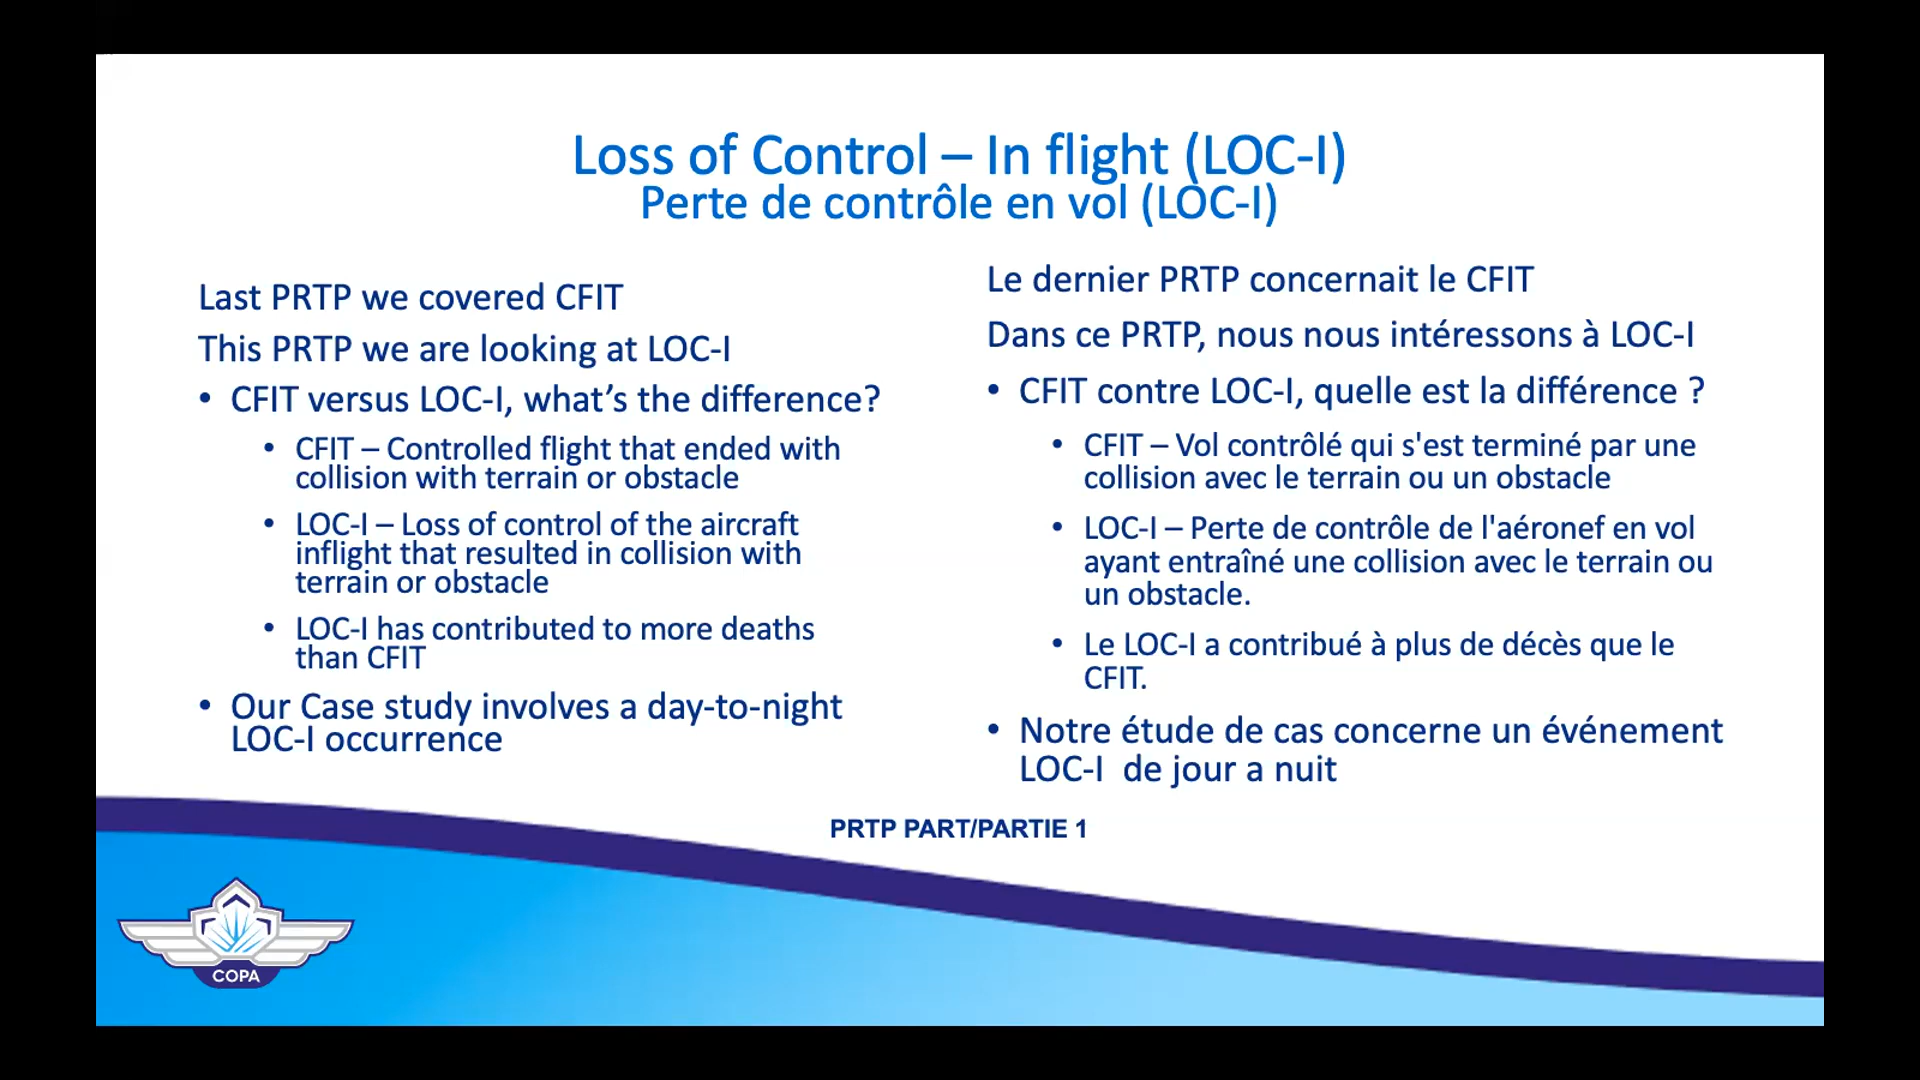 Loss of Control – In flight (LOC-I)
Perte de contrôle en vol (LOC-I)
Last PRTP we covered CFIT
This PRTP we are looking at LOC-I
• CFIT versus LOC-I, what’s the difference?
• CFIT – Controlled flight that ended with
collision with terrain or obstacle
• LOC-I – Loss of control of the aircraft
inflight that resulted in collision with
terrain or obstacle
• LOC-I has contributed to more deaths
than CFIT
• Our Case study involves a day-to-night
LOC-I occurrence
Le dernier PRTP concernait le CFIT
Dans ce PRTP, nous nous intéressons à LOC-I
• CFIT contre LOC-I, quelle est la différence ?
• CFIT – Vol contrôlé qui s'est terminé par une
collision avec le terrain ou un obstacle
• LOC-I – Perte de contrôle de l'aéronef en vol
ayant entraîné une collision avec le terrain ou
un obstacle.
• Le LOC-I a contribué à plus de décès que le
CFIT.
• Notre étude de cas concerne un événement
LOC-I  de jour a nuit
PRTP PART/PARTIE 1
COPA